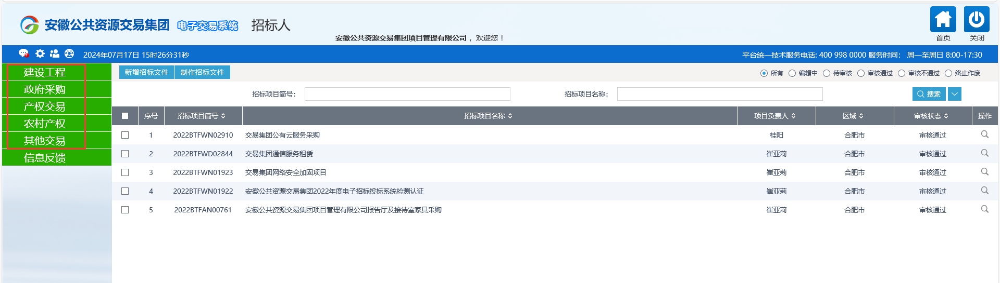 安徽公共资源交易集团 电子交易系统 招标人
安徽公共资源交易集团项目管理有限公司，欢迎您！
首页 关闭
2024年07月17日 15时26分31秒
平台统一技术服务电话: 400 998 0000 服务时间： 周一至周日 8:00-17:30
建设工程
政府采购
产权交易
农村产权
其他交易
信息反馈
新增招标文件 制作招标文件
所有 编辑中 待审核 审核通过 审核不通过 终止作废
招标项目简号： 招标项目名称： 搜索
序号 招标项目简号 招标项目名称 项目负责人 区域 审核状态 操作
1 2022BTFWN02910 交易集团公有云服务采购 桂阳 合肥市 审核通过
2 2022BTFWD02844 交易集团通信服务租赁 崔亚莉 合肥市 审核通过
3 2022BTFWN01923 交易集团网络安全加固项目 崔亚莉 合肥市 审核通过
4 2022BTFWN01922 安徽公共资源交易集团2022年度电子招标投标系统检测认证 崔亚莉 合肥市 审核通过
5 2022BTFAN00761 安徽公共资源交易集团项目管理有限公司报告厅及接待室家具采购 崔亚莉 合肥市 审核通过